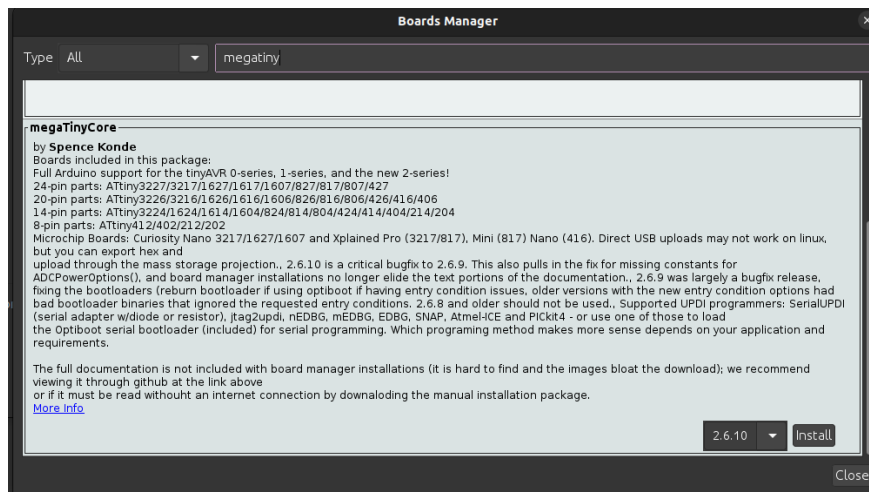 Boards Manager
Type All megatiny
megaTinyCore
by Spence Konde
Boards included in this package:
Full Arduino support for the tinyAVR 0-series, 1-series, and the new 2-series!
24-pin parts: ATtiny3227/3217/1627/1617/1607/827/817/807/427
20-pin parts: ATtiny3226/3216/1626/1616/1606/826/816/806/426/416/406
14-pin parts: ATtiny3224/1624/1614/1604/824/814/804/424/414/404/214/204
8-pin parts: ATtiny412/402/212/202
Microchip Boards: Curiosity Nano 3217/1627/1607 and Xplained Pro (3217/817), Mini (817) Nano (416). Direct USB uploads may not work on linux,
but you can export hex and
upload through the mass storage projection., 2.6.10 is a critical bugfix to 2.6.9. This also pulls in the fix for missing constants for
ADCPowerOptions(), and board manager installations no longer elide the text portions of the documentation., 2.6.9 was largely a bugfix release,
fixing the bootloaders (reburn bootloader if using optiboot if having entry condition issues, older versions with the new entry condition options had
bad bootloader binaries that ignored the requested entry conditions. 2.6.8 and older should not be used., Supported UPDI programmers: SerialUPDI
(serial adapter w/diode or resistor), jtag2updi, nEDBG, mEDBG, EDBG, SNAP, Atmel-ICE and PICkit4 - or use one of those to load
the Optiboot serial bootloader (included) for serial programming. Which programing method makes more sense depends on your application and
requirements.
The full documentation is not included with board manager installations (it is hard to find and the images bloat the download); we recommend
viewing it through github at the link above
or if it must be read withouht an internet connection by downaloding the manual installation package.
More Info
2.6.10 Install
Close